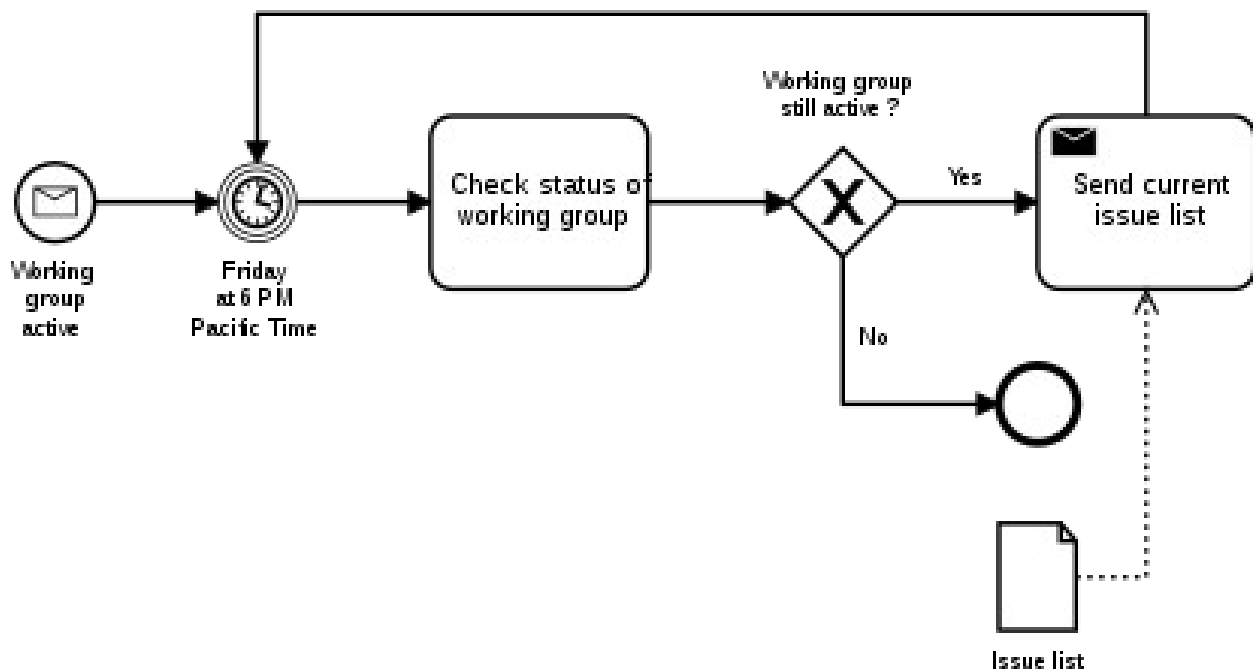 Working group
still active ?
Check status of
working group
Yes
Send current
issue list
Working
group
active
Friday
at 6 PM
Pacific Time
No
Issue list